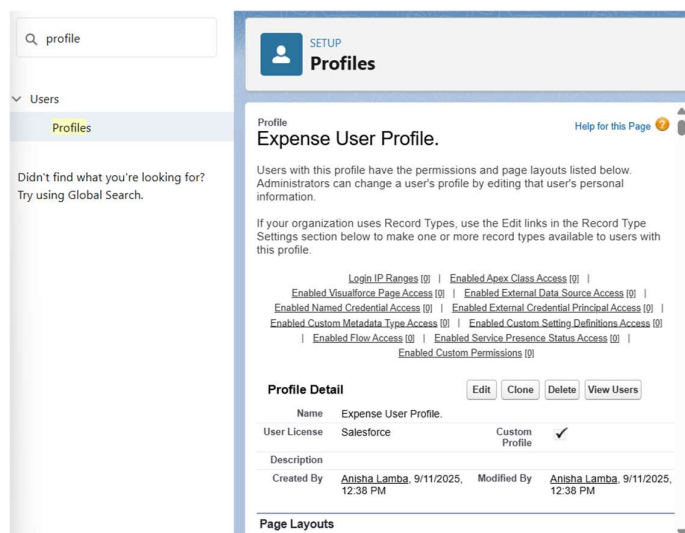 profile
Users
Profiles
Didn't find what you're looking for?
Try using Global Search.
SETUP
Profiles
Profile
Expense User Profile.
Help for this Page
Users with this profile have the permissions and page layouts listed below.
Administrators can change a user's profile by editing that user's personal
information.
If your organization uses Record Types, use the Edit links in the Record Type
Settings section below to make one or more record types available to users with
this profile.
Login IP Ranges [0] | Enabled Apex Class Access [0] |
Enabled Visualforce Page Access [0] | Enabled External Data Source Access [0] |
Enabled Named Credential Access [0] | Enabled External Credential Principal Access [0] |
Enabled Custom Metadata Type Access [0] | Enabled Custom Setting Definitions Access [0]
| Enabled Flow Access [0] | Enabled Service Presence Status Access [0] |
Enabled Custom Permissions [0]
Profile Detail Edit Clone Delete View Users
Name Expense User Profile.
User License Salesforce Custom Profile
Description
Created By Anisha Lamba, 9/11/2025, 12:38 PM Modified By Anisha Lamba, 9/11/2025, 12:38 PM
Page Layouts